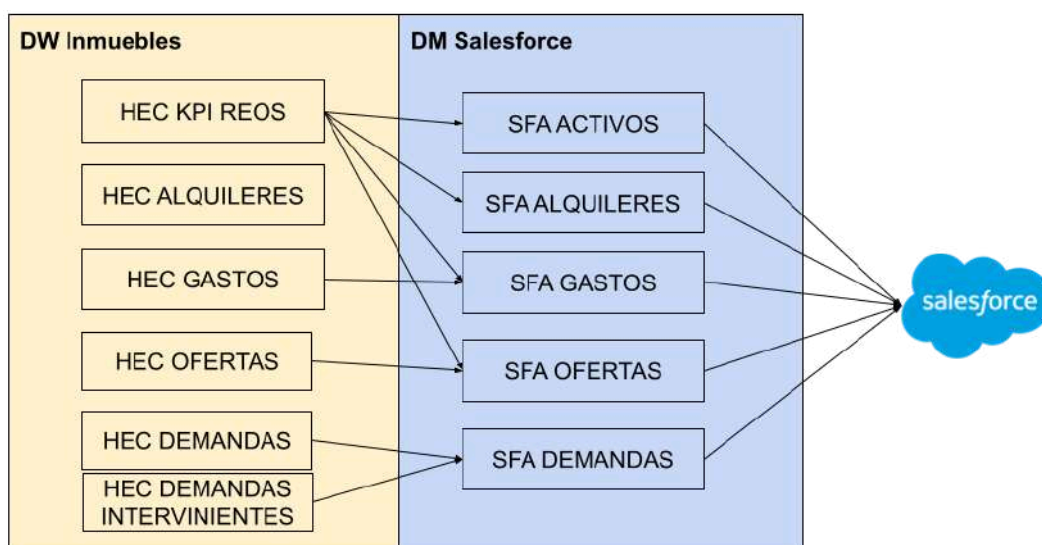 DW Inmuebles
DM Salesforce
HEC KPI REOS
HEC ALQUILERES
HEC GASTOS
HEC OFERTAS
HEC DEMANDAS
HEC DEMANDAS
INTERVINIENTES
SFA ACTIVOS
SFA ALQUILERES
SFA GASTOS
SFA OFERTAS
SFA DEMANDAS
salesforce